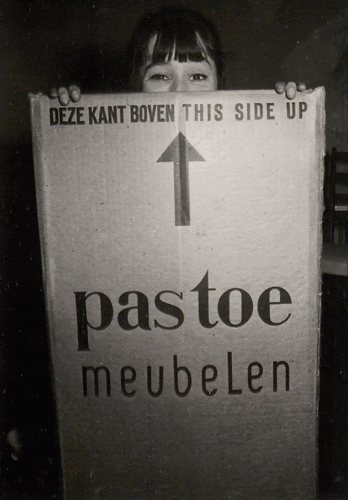 DEZE KANT BOVEN THIS SIDE UP
pastoe
meubelen